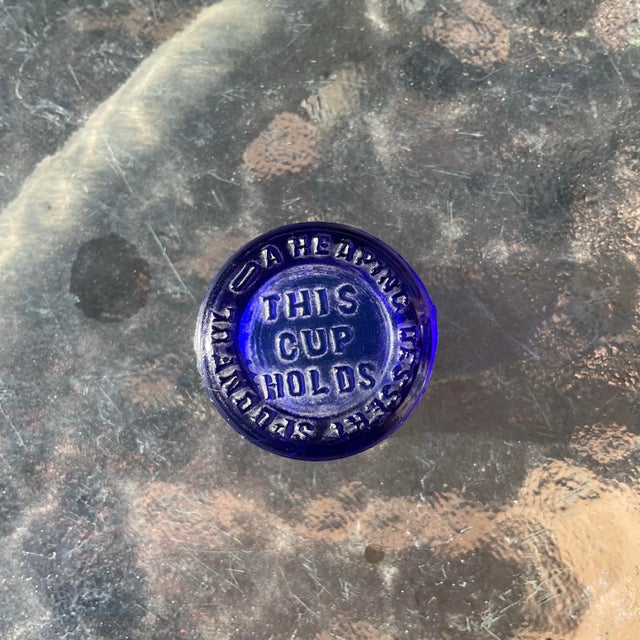 THIS
CUP
HOLDS
A HEAPING DESSERT SPOONFUL